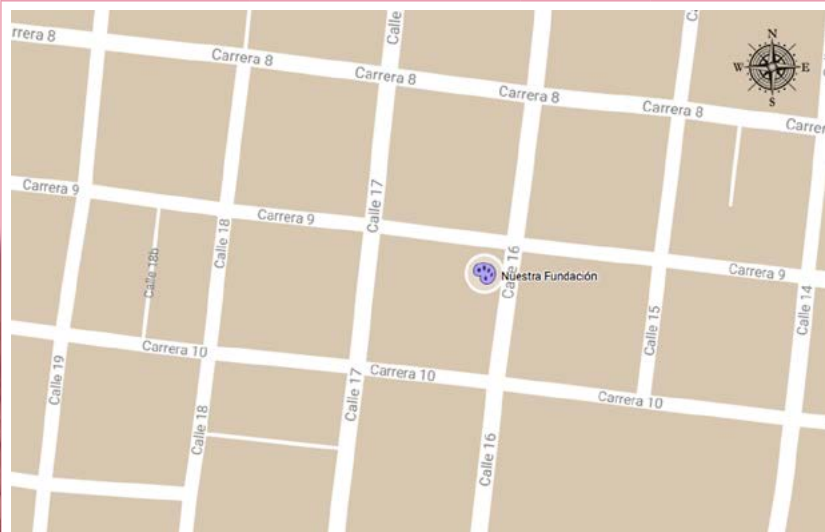 rrera 8
Carrera 8
Carrera 8
Carrera 8
Carrera 8
Carrer
Calle
C
N
W
E
S
Carrera 9
Carrera 9
Carrera 9
Calle 17
Calle 18
Calle 18b
Calle 16
Nuestra Fundación
Calle 15
Calle 14
Carrera 10
Carrera 10
Carrera 10
Calle 19
Calle 18
Calle 17
Calle 16